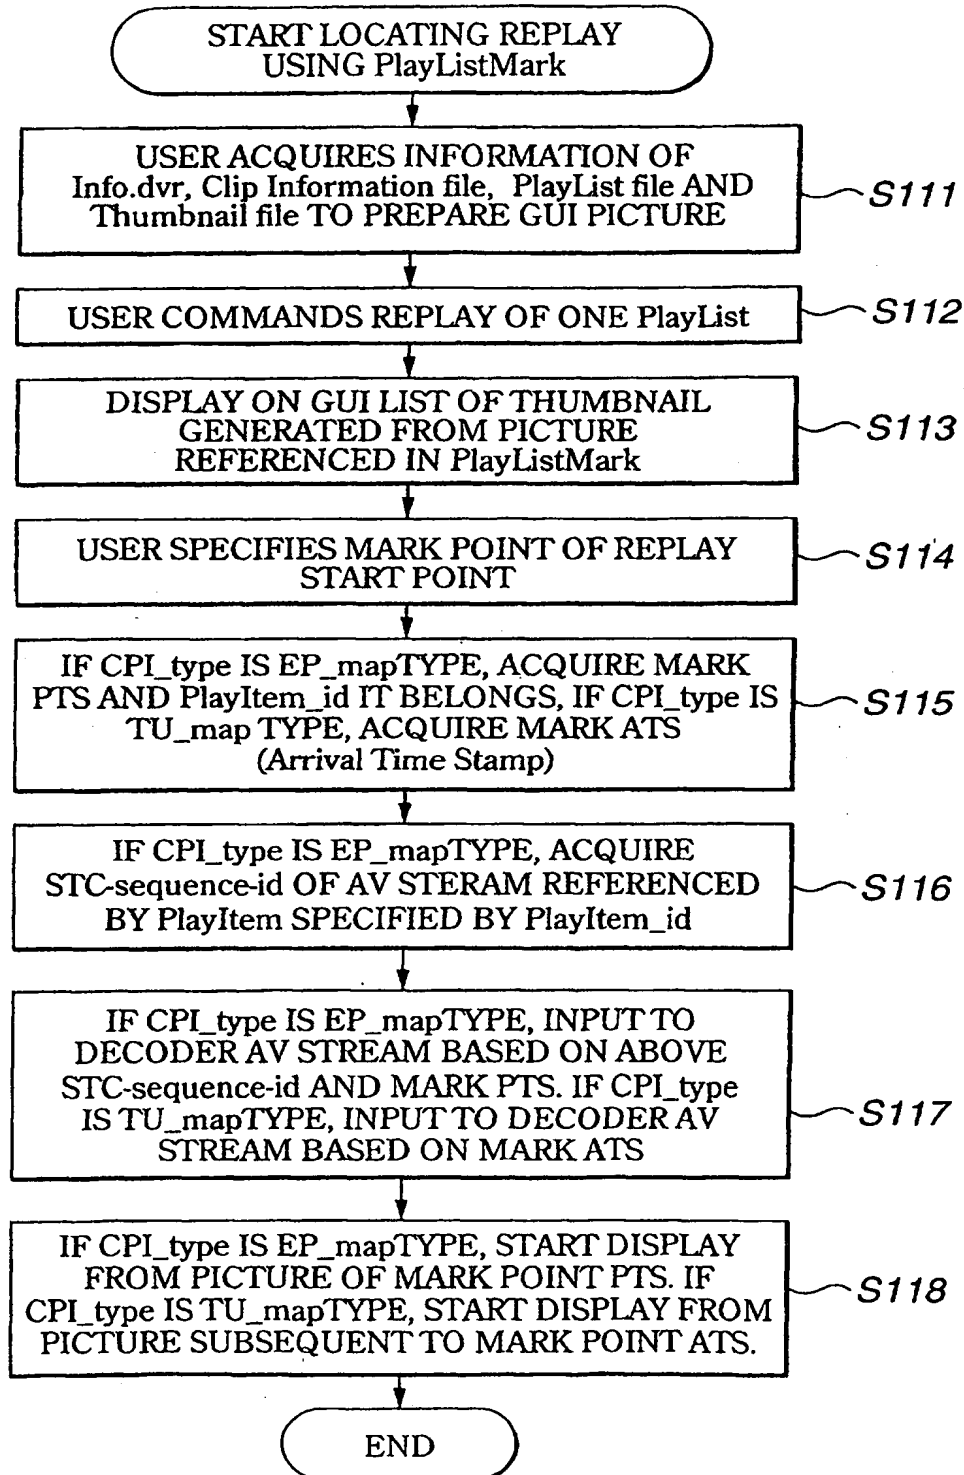 START LOCATING REPLAY
USING PlayListMark
USER ACQUIRES INFORMATION OF
Info.dvr, Clip Information file, PlayList file AND
Thumbnail file TO PREPARE GUI PICTURE
S111
USER COMMANDS REPLAY OF ONE PlayList
S112
DISPLAY ON GUI LIST OF THUMBNAIL
GENERATED FROM PICTURE
REFERENCED IN PlayListMark
S113
USER SPECIFIES MARK POINT OF REPLAY
START POINT
S114
IF CPI_type IS EP_mapTYPE, ACQUIRE MARK
PTS AND PlayItem_id IT BELONGS, IF CPI_type IS
TU_map TYPE, ACQUIRE MARK ATS
(Arrival Time Stamp)
S115
IF CPI_type IS EP_mapTYPE, ACQUIRE
STC-sequence-id OF AV STERAM REFERENCED
BY PlayItem SPECIFIED BY PlayItem_id
S116
IF CPI_type IS EP_mapTYPE, INPUT TO
DECODER AV STREAM BASED ON ABOVE
STC-sequence-id AND MARK PTS. IF CPI_type
IS TU_mapTYPE, INPUT TO DECODER AV
STREAM BASED ON MARK ATS
S117
IF CPI_type IS EP_mapTYPE, START DISPLAY
FROM PICTURE OF MARK POINT PTS. IF
CPI_type IS TU_mapTYPE, START DISPLAY FROM
PICTURE SUBSEQUENT TO MARK POINT ATS.
S118
END